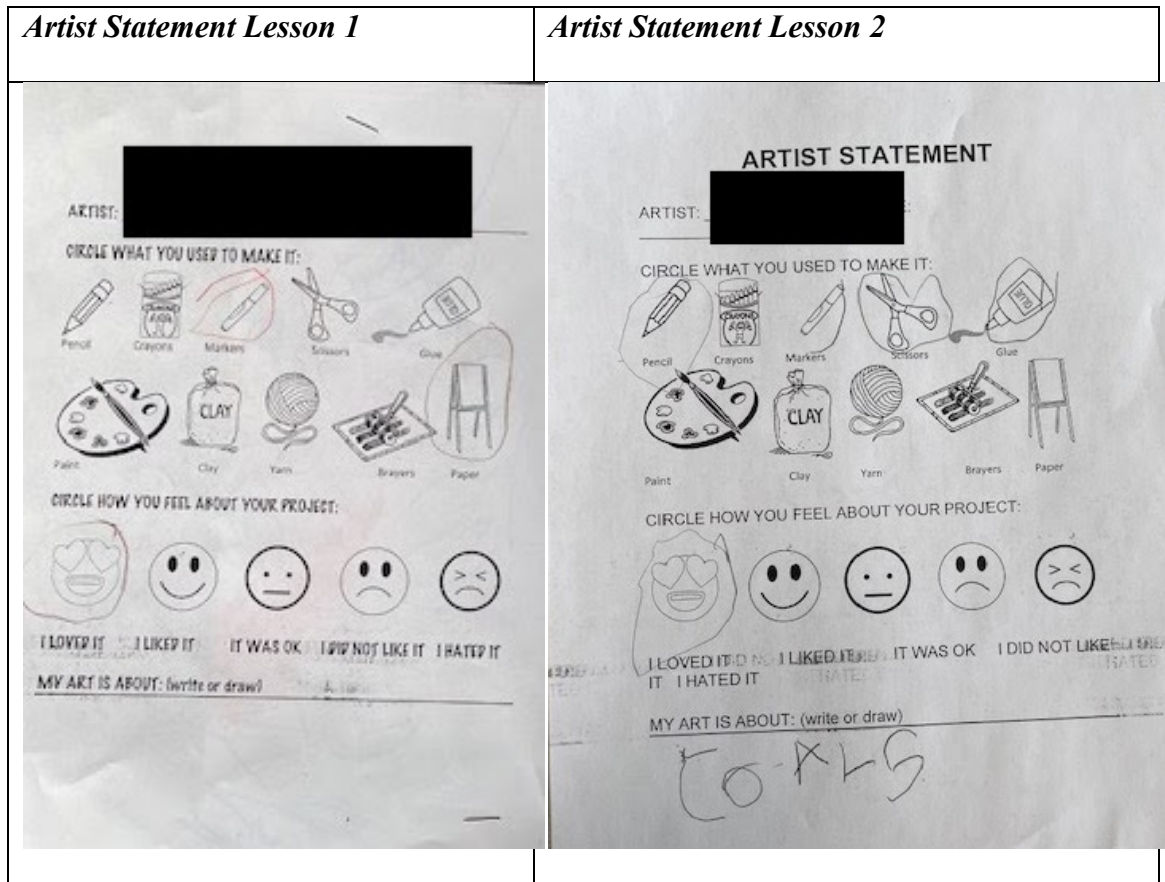 Artist Statement Lesson 1
Artist Statement Lesson 2
ARTIST:
CIRCLE WHAT YOU USED TO MAKE IT:
Pencil Crayons Markers Scissors Glue
CLAY
Paint Clay Yarn Brayers Paper
CIRCLE HOW YOU FEEL ABOUT YOUR PROJECT:
I LOVED IT I LIKED IT IT WAS OK I DID NOT LIKE IT I HATED IT
MY ART IS ABOUT: (write or draw)
ARTIST STATEMENT
ARTIST:
CIRCLE WHAT YOU USED TO MAKE IT:
GLUE
Pencil Crayons Markers Scissors Glue
CLAY
Paint Clay Yarn Brayers Paper
CIRCLE HOW YOU FEEL ABOUT YOUR PROJECT:
I LOVED IT I LIKED IT IT WAS OK I DID NOT LIKE
IT I HATED IT
MY ART IS ABOUT: (write or draw)